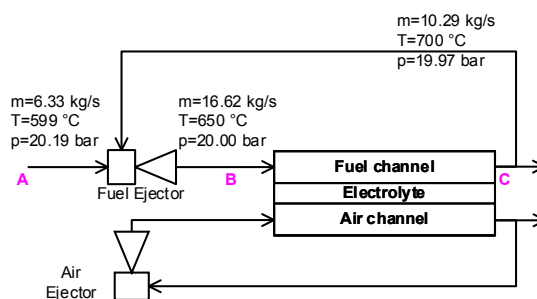 m=10.29 kg/s
T=700 °C
p=19.97 bar
m=6.33 kg/s
T=599 °C
p=20.19 bar
m=16.62 kg/s
T=650 °C
p=20.00 bar
A
Fuel Ejector
B
Fuel channel
Electrolyte
Air channel
C
Air
Ejector